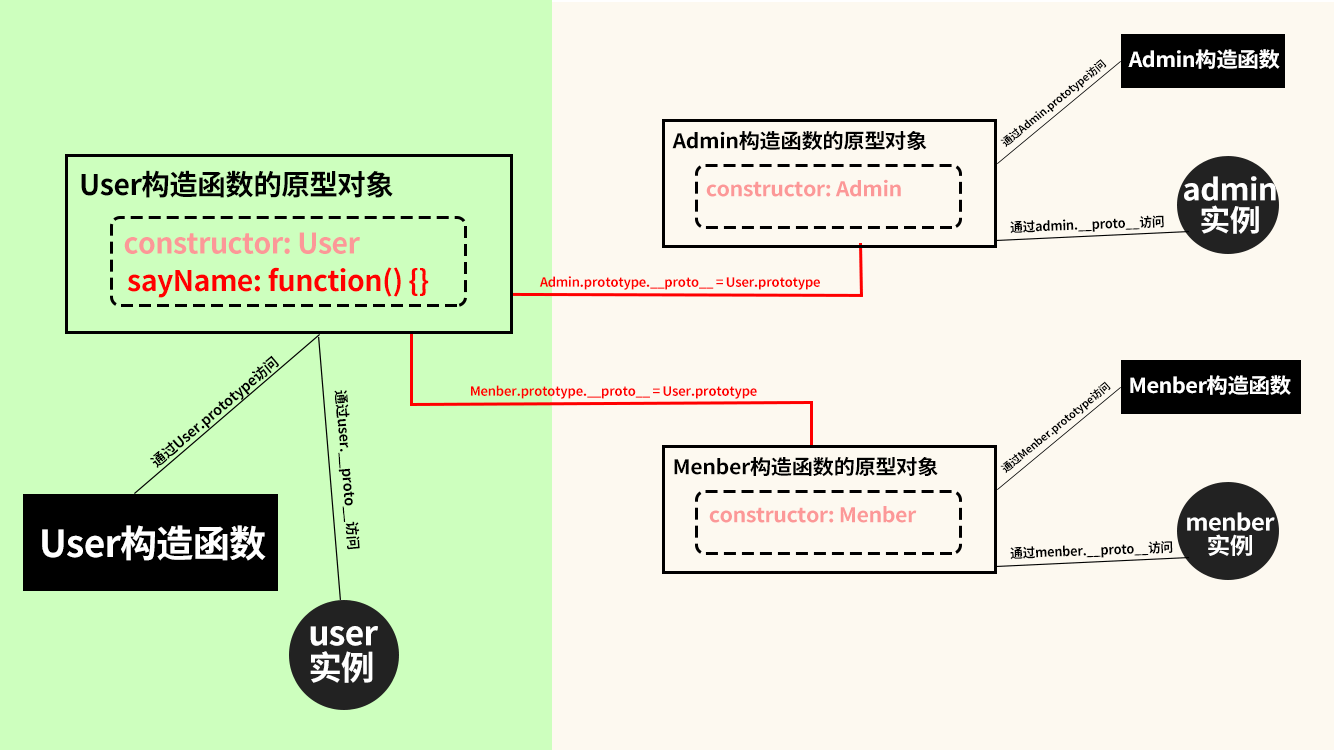 User构造函数的原型对象
constructor: User
sayName: function() {}
通过User.prototype访问
通过user.__proto__访问
User构造函数
user
实例
Admin.prototype.__proto__ = User.prototype
Menber.prototype.__proto__ = User.prototype
Admin构造函数的原型对象
constructor: Admin
通过Admin.prototype访问
Admin构造函数
通过admin.__proto__访问
admin
实例
Menber构造函数的原型对象
constructor: Menber
通过Menber.prototype访问
Menber构造函数
通过menber.__proto__访问
menber
实例